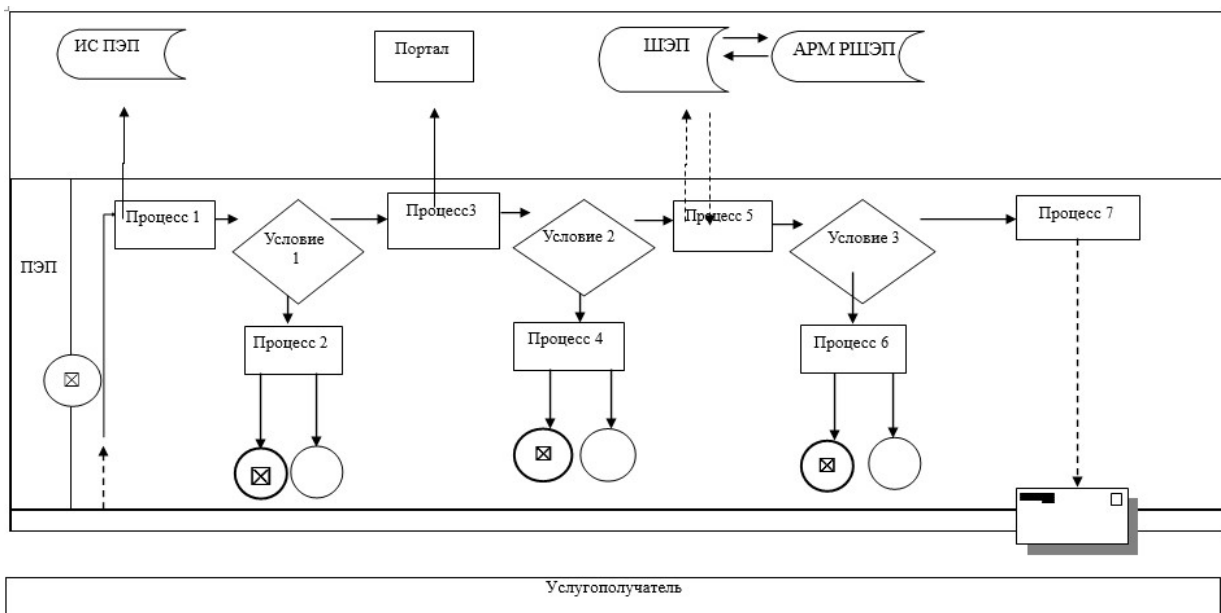 ИС ПЭП
Портал
ШЭП
АРМ РШЭП
ПЭП
Процесс 1
Условие
1
Процесс3
Условие 2
Процесс 5
Условие 3
Процесс 7
Процесс 2
Процесс 4
Процесс 6
Услугополучатель